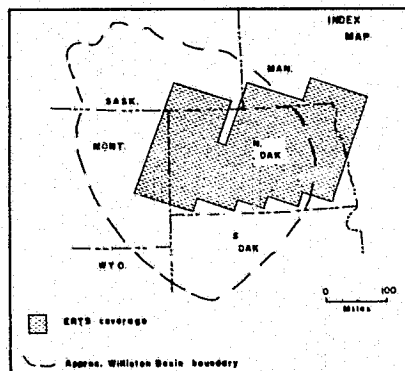 INDEX
MAP
MAN.
SASK.
MONT.
N.
DAK
S
DAK
WYO.
0 100
Miles
ERTS coverage
Approx. Williston Basin boundary